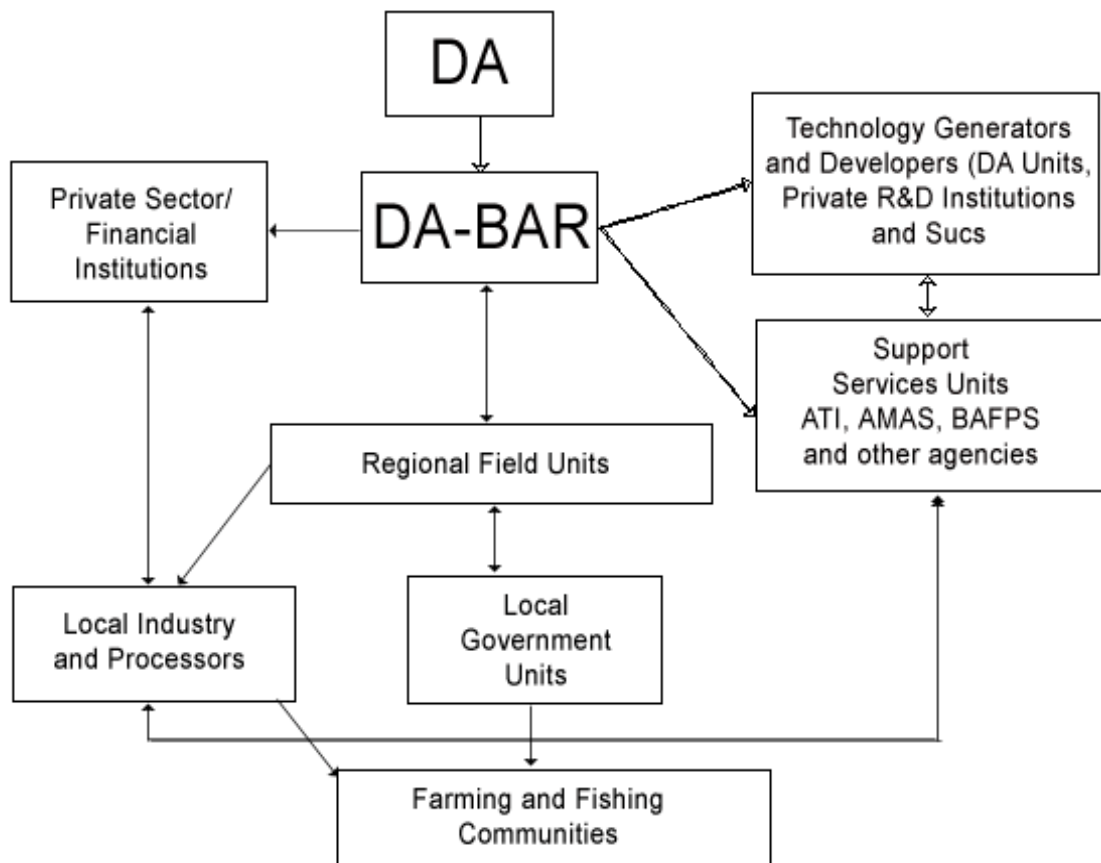 DA
DA-BAR
Private Sector/
Financial
Institutions
Technology Generators
and Developers (DA Units,
Private R&D Institutions
and Sucs
Support
Services Units
ATI, AMAS, BAFPS
and other agencies
Regional Field Units
Local Industry
and Processors
Local
Government
Units
Farming and Fishing
Communities